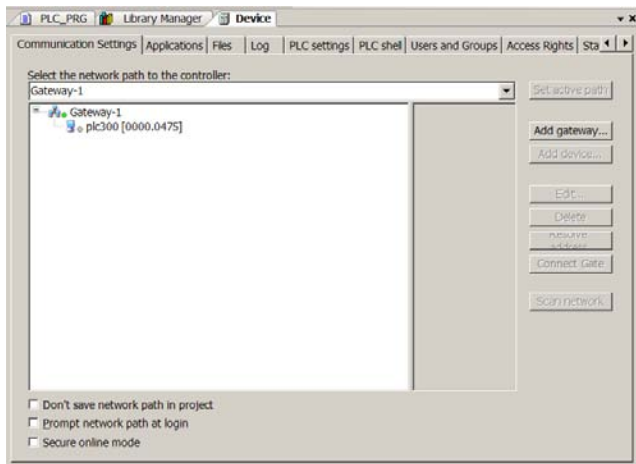 PLC_PRG Library Manager Device
Communication Settings Applications Files Log PLC settings PLC shell Users and Groups Access Rights Sta
Select the network path to the controller:
Gateway-1
Set active path
Gateway-1
plc300 [0000.0475]
Add gateway...
Add device...
Edit...
Delete
Resolve
address
Connect Gate
Scan network
Don't save network path in project
Prompt network path at login
Secure online mode